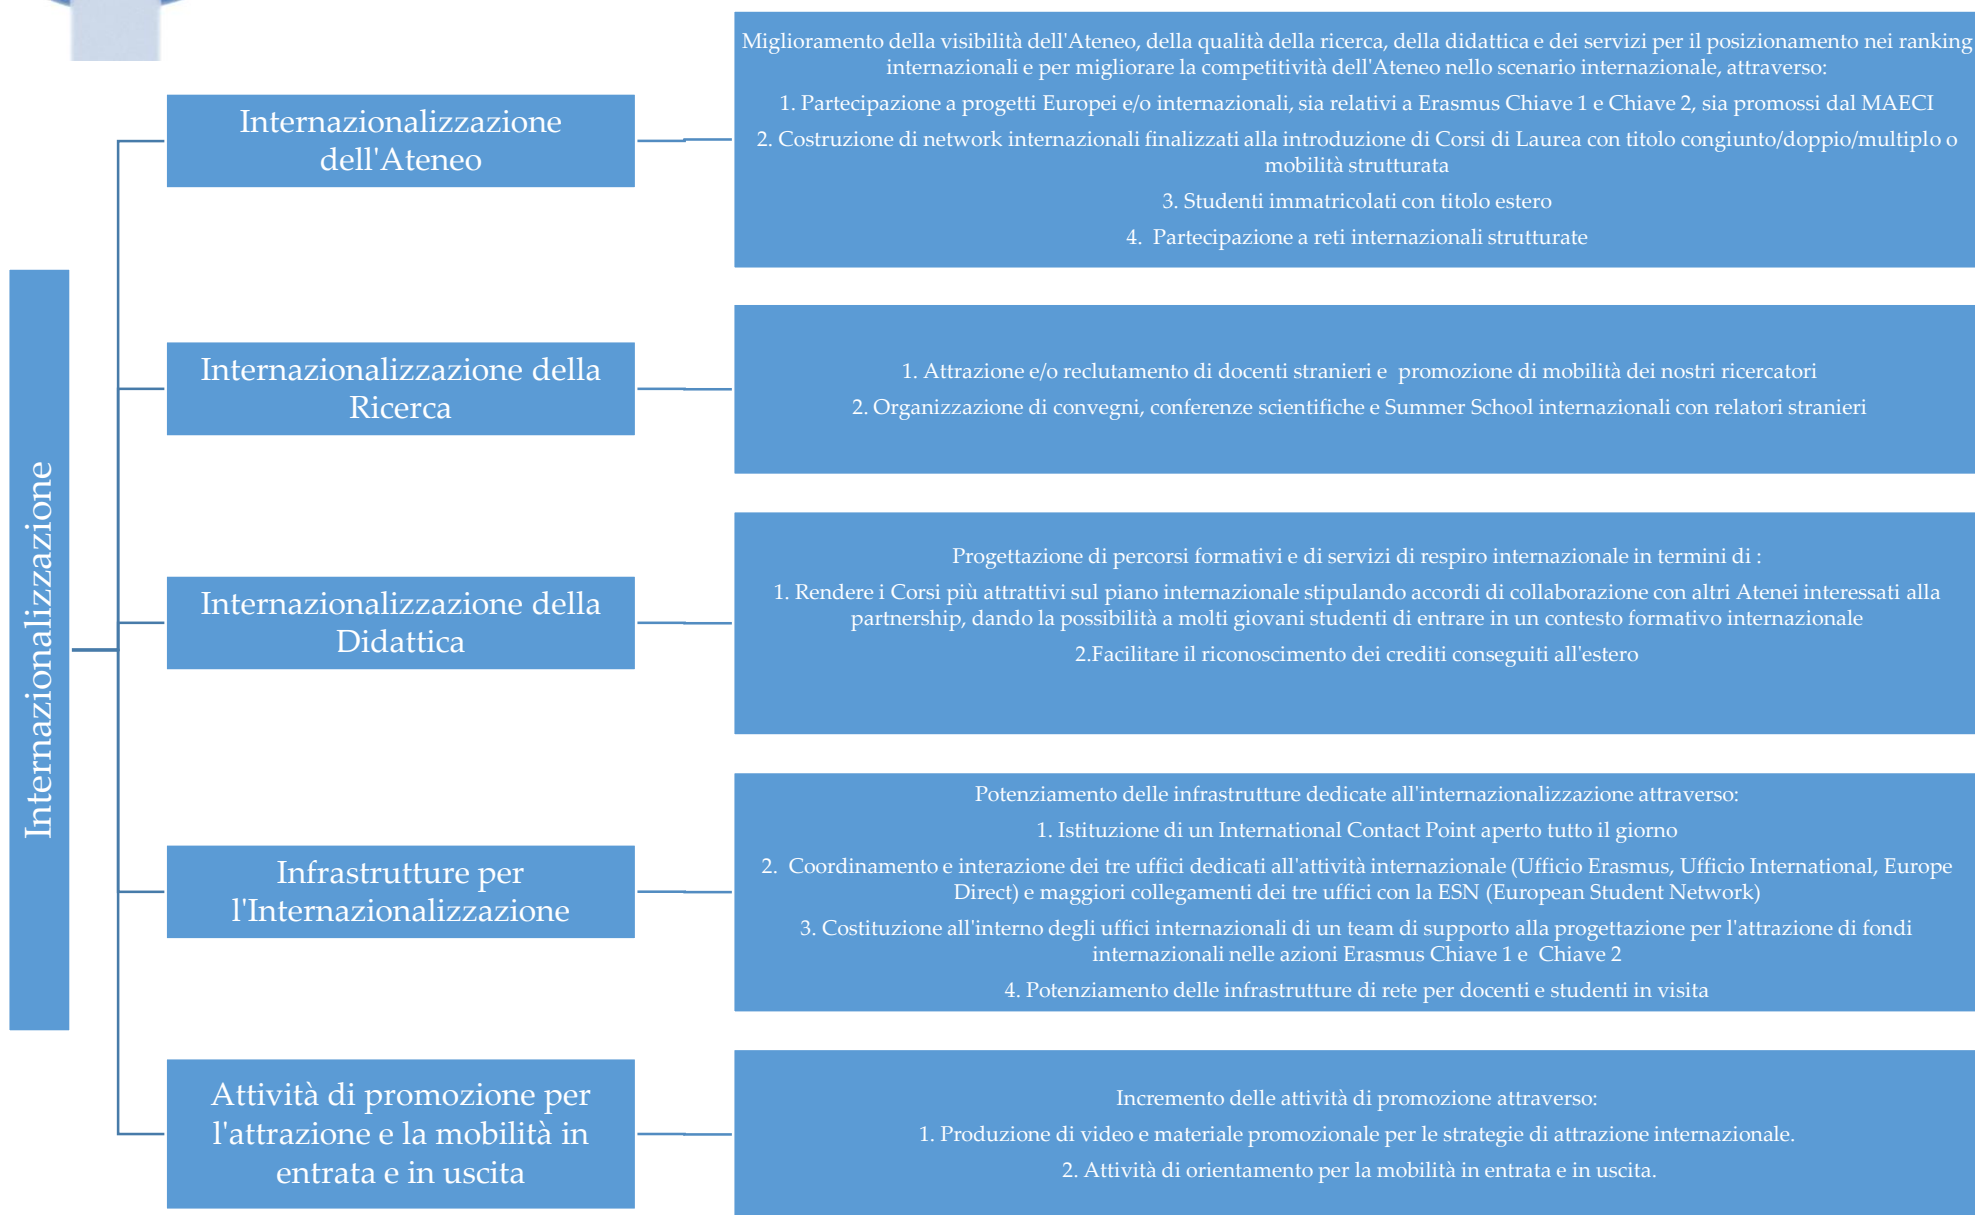 Internazionalizzazione
Internazionalizzazione
dell'Ateneo
Miglioramento della visibilità dell'Ateneo, della qualità della ricerca, della didattica e dei servizi per il posizionamento nei ranking
internazionali e per migliorare la competitività dell'Ateneo nello scenario internazionale, attraverso:
1. Partecipazione a progetti Europei e/o internazionali, sia relativi a Erasmus Chiave 1 e Chiave 2, sia promossi dal MAECI
2. Costruzione di network internazionali finalizzati alla introduzione di Corsi di Laurea con titolo congiunto/doppio/multiplo o
mobilità strutturata
3. Studenti immatricolati con titolo estero
4. Partecipazione a reti internazionali strutturate
Internazionalizzazione della
Ricerca
1. Attrazione e/o reclutamento di docenti stranieri e promozione di mobilità dei nostri ricercatori
2. Organizzazione di convegni, conferenze scientifiche e Summer School internazionali con relatori stranieri
Internazionalizzazione della
Didattica
Progettazione di percorsi formativi e di servizi di respiro internazionale in termini di :
1. Rendere i Corsi più attrattivi sul piano internazionale stipulando accordi di collaborazione con altri Atenei interessati alla
partnership, dando la possibilità a molti giovani studenti di entrare in un contesto formativo internazionale
2.Facilitare il riconoscimento dei crediti conseguiti all'estero
Infrastrutture per
l'Internazionalizzazione
Potenziamento delle infrastrutture dedicate all'internazionalizzazione attraverso:
1. Istituzione di un International Contact Point aperto tutto il giorno
2. Coordinamento e interazione dei tre uffici dedicati all'attività internazionale (Ufficio Erasmus, Ufficio International, Europe
Direct) e maggiori collegamenti dei tre uffici con la ESN (European Student Network)
3. Costituzione all'interno degli uffici internazionali di un team di supporto alla progettazione per l'attrazione di fondi
internazionali nelle azioni Erasmus Chiave 1 e Chiave 2
4. Potenziamento delle infrastrutture di rete per docenti e studenti in visita
Attività di promozione per
l'attrazione e la mobilità in
entrata e in uscita
Incremento delle attività di promozione attraverso:
1. Produzione di video e materiale promozionale per le strategie di attrazione internazionale.
2. Attività di orientamento per la mobilità in entrata e in uscita.